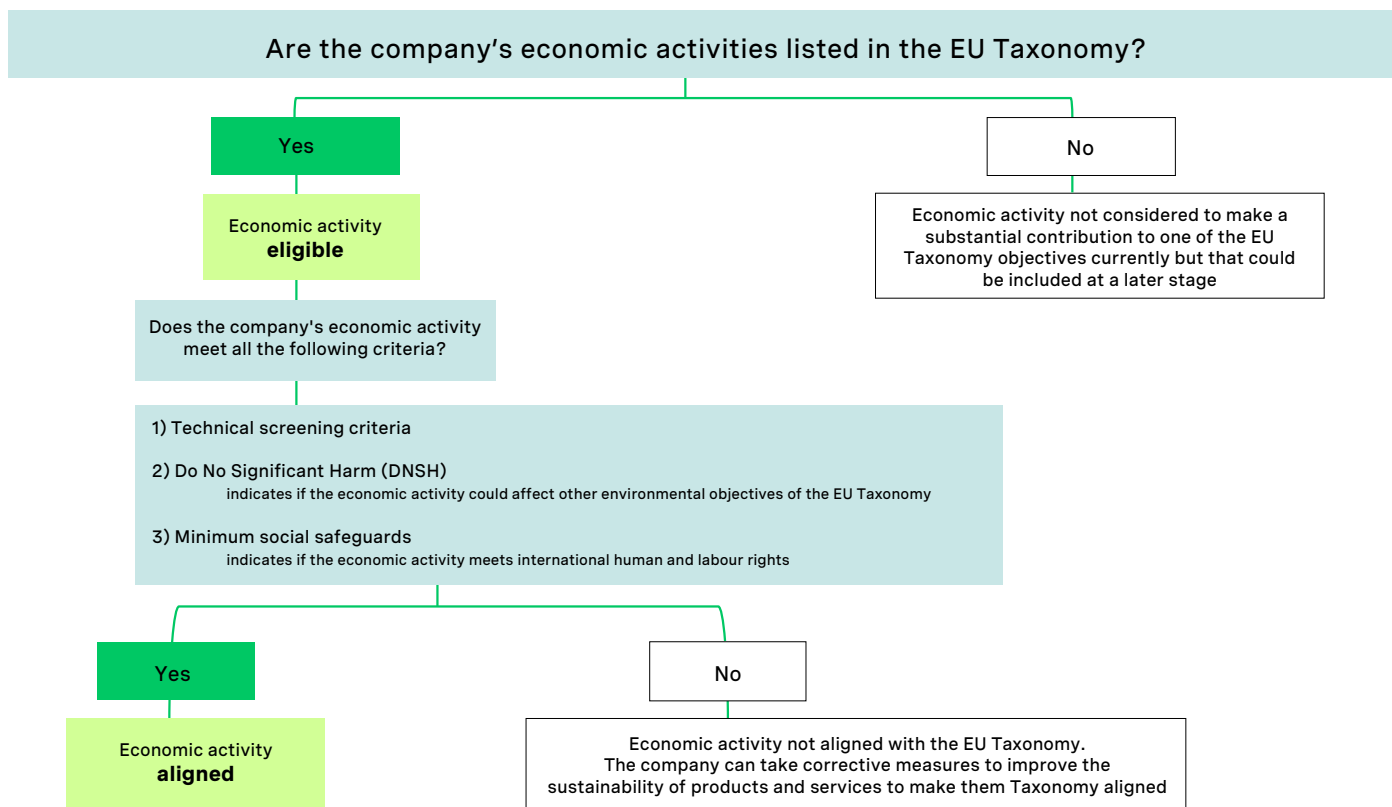 Are the company's economic activities listed in the EU Taxonomy?
Yes
No
Economic activity
eligible
Economic activity not considered to make a
substantial contribution to one of the EU
Taxonomy objectives currently but that could
be included at a later stage
Does the company's economic activity
meet all the following criteria?
1) Technical screening criteria
2) Do No Significant Harm (DNSH)
indicates if the economic activity could affect other environmental objectives of the EU Taxonomy
3) Minimum social safeguards
indicates if the economic activity meets international human and labour rights
Yes
No
Economic activity
aligned
Economic activity not aligned with the EU Taxonomy.
The company can take corrective measures to improve the
sustainability of products and services to make them Taxonomy aligned